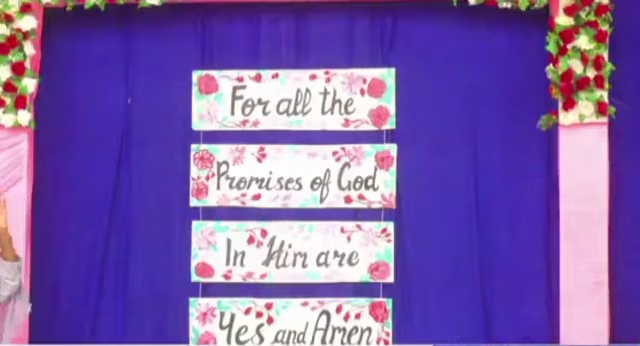 For all the
Promises of God
In Him are
Yes and Amen